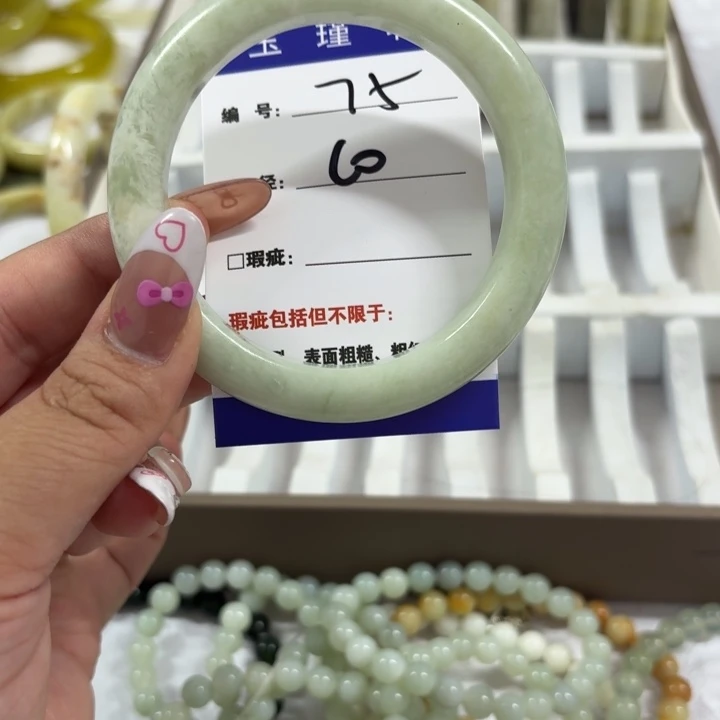 玉 瑾
编 号: 75
径: 60
□瑕疵:
瑕疵包括但不限于:
表面粗糙、粗